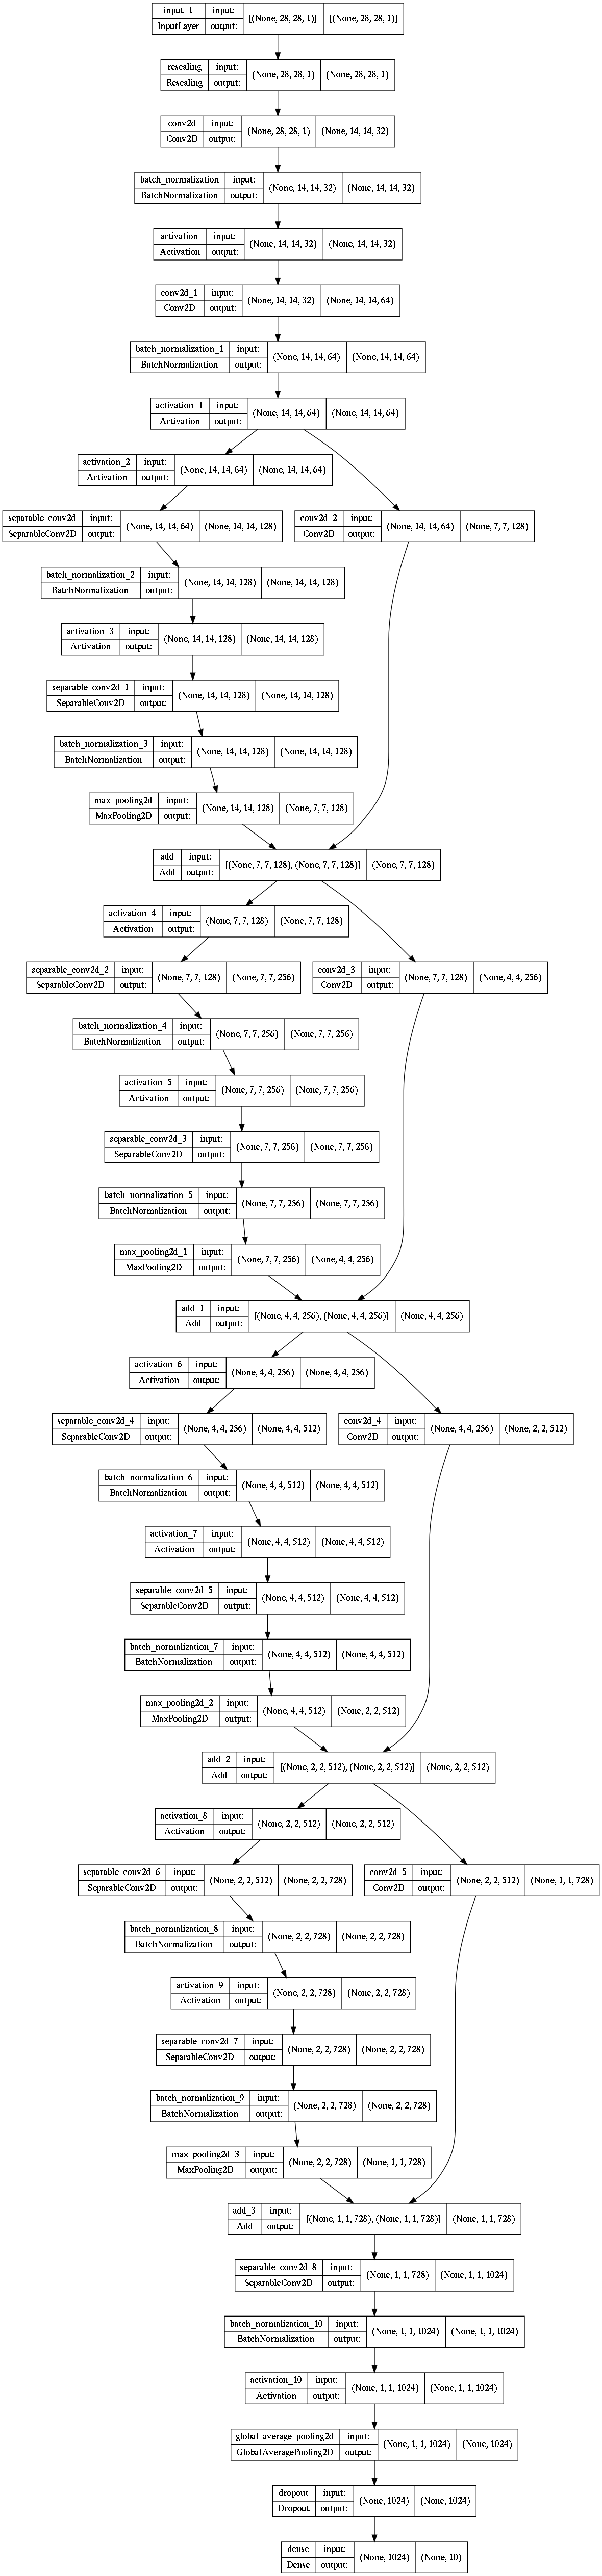 input_1 input: [(None, 28, 28, 1)] [(None, 28, 28, 1)]
InputLayer output:
rescaling input: (None, 28, 28, 1) (None, 28, 28, 1)
Rescaling output:
conv2d input: (None, 28, 28, 1) (None, 14, 14, 32)
Conv2D output:
batch_normalization input: (None, 14, 14, 32) (None, 14, 14, 32)
BatchNormalization output:
activation input: (None, 14, 14, 32) (None, 14, 14, 32)
Activation output:
conv2d_1 input: (None, 14, 14, 32) (None, 14, 14, 64)
Conv2D output:
batch_normalization_1 input: (None, 14, 14, 64) (None, 14, 14, 64)
BatchNormalization output:
activation_1 input: (None, 14, 14, 64) (None, 14, 14, 64)
Activation output:
activation_2 input: (None, 14, 14, 64) (None, 14, 14, 64)
Activation output:
separable_conv2d input: (None, 14, 14, 64) (None, 14, 14, 128)
SeparableConv2D output:
conv2d_2 input: (None, 14, 14, 64) (None, 7, 7, 128)
Conv2D output:
batch_normalization_2 input: (None, 14, 14, 128) (None, 14, 14, 128)
BatchNormalization output:
activation_3 input: (None, 14, 14, 128) (None, 14, 14, 128)
Activation output:
separable_conv2d_1 input: (None, 14, 14, 128) (None, 14, 14, 128)
SeparableConv2D output:
batch_normalization_3 input: (None, 14, 14, 128) (None, 14, 14, 128)
BatchNormalization output:
max_pooling2d input: (None, 14, 14, 128) (None, 7, 7, 128)
MaxPooling2D output:
add input: [(None, 7, 7, 128), (None, 7, 7, 128)] (None, 7, 7, 128)
Add output:
activation_4 input: (None, 7, 7, 128) (None, 7, 7, 128)
Activation output:
separable_conv2d_2 input: (None, 7, 7, 128) (None, 7, 7, 256)
SeparableConv2D output:
conv2d_3 input: (None, 7, 7, 128) (None, 4, 4, 256)
Conv2D output:
batch_normalization_4 input: (None, 7, 7, 256) (None, 7, 7, 256)
BatchNormalization output:
activation_5 input: (None, 7, 7, 256) (None, 7, 7, 256)
Activation output:
separable_conv2d_3 input: (None, 7, 7, 256) (None, 7, 7, 256)
SeparableConv2D output:
batch_normalization_5 input: (None, 7, 7, 256) (None, 7, 7, 256)
BatchNormalization output:
max_pooling2d_1 input: (None, 7, 7, 256) (None, 4, 4, 256)
MaxPooling2D output:
add_1 input: [(None, 4, 4, 256), (None, 4, 4, 256)] (None, 4, 4, 256)
Add output:
activation_6 input: (None, 4, 4, 256) (None, 4, 4, 256)
Activation output:
separable_conv2d_4 input: (None, 4, 4, 256) (None, 4, 4, 512)
SeparableConv2D output:
conv2d_4 input: (None, 4, 4, 256) (None, 2, 2, 512)
Conv2D output:
batch_normalization_6 input: (None, 4, 4, 512) (None, 4, 4, 512)
BatchNormalization output:
activation_7 input: (None, 4, 4, 512) (None, 4, 4, 512)
Activation output:
separable_conv2d_5 input: (None, 4, 4, 512) (None, 4, 4, 512)
SeparableConv2D output:
batch_normalization_7 input: (None, 4, 4, 512) (None, 4, 4, 512)
BatchNormalization output:
max_pooling2d_2 input: (None, 4, 4, 512) (None, 2, 2, 512)
MaxPooling2D output:
add_2 input: [(None, 2, 2, 512), (None, 2, 2, 512)] (None, 2, 2, 512)
Add output:
activation_8 input: (None, 2, 2, 512) (None, 2, 2, 512)
Activation output:
separable_conv2d_6 input: (None, 2, 2, 512) (None, 2, 2, 728)
SeparableConv2D output:
conv2d_5 input: (None, 2, 2, 512) (None, 1, 1, 728)
Conv2D output:
batch_normalization_8 input: (None, 2, 2, 728) (None, 2, 2, 728)
BatchNormalization output:
activation_9 input: (None, 2, 2, 728) (None, 2, 2, 728)
Activation output:
separable_conv2d_7 input: (None, 2, 2, 728) (None, 2, 2, 728)
SeparableConv2D output:
batch_normalization_9 input: (None, 2, 2, 728) (None, 2, 2, 728)
BatchNormalization output:
max_pooling2d_3 input: (None, 2, 2, 728) (None, 1, 1, 728)
MaxPooling2D output:
add_3 input: [(None, 1, 1, 728), (None, 1, 1, 728)] (None, 1, 1, 728)
Add output:
separable_conv2d_8 input: (None, 1, 1, 728) (None, 1, 1, 1024)
SeparableConv2D output:
batch_normalization_10 input: (None, 1, 1, 1024) (None, 1, 1, 1024)
BatchNormalization output:
activation_10 input: (None, 1, 1, 1024) (None, 1, 1, 1024)
Activation output:
global_average_pooling2d input: (None, 1, 1, 1024) (None, 1024)
GlobalAveragePooling2D output:
dropout input: (None, 1024) (None, 1024)
Dropout output:
dense input: (None, 1024) (None, 10)
Dense output: